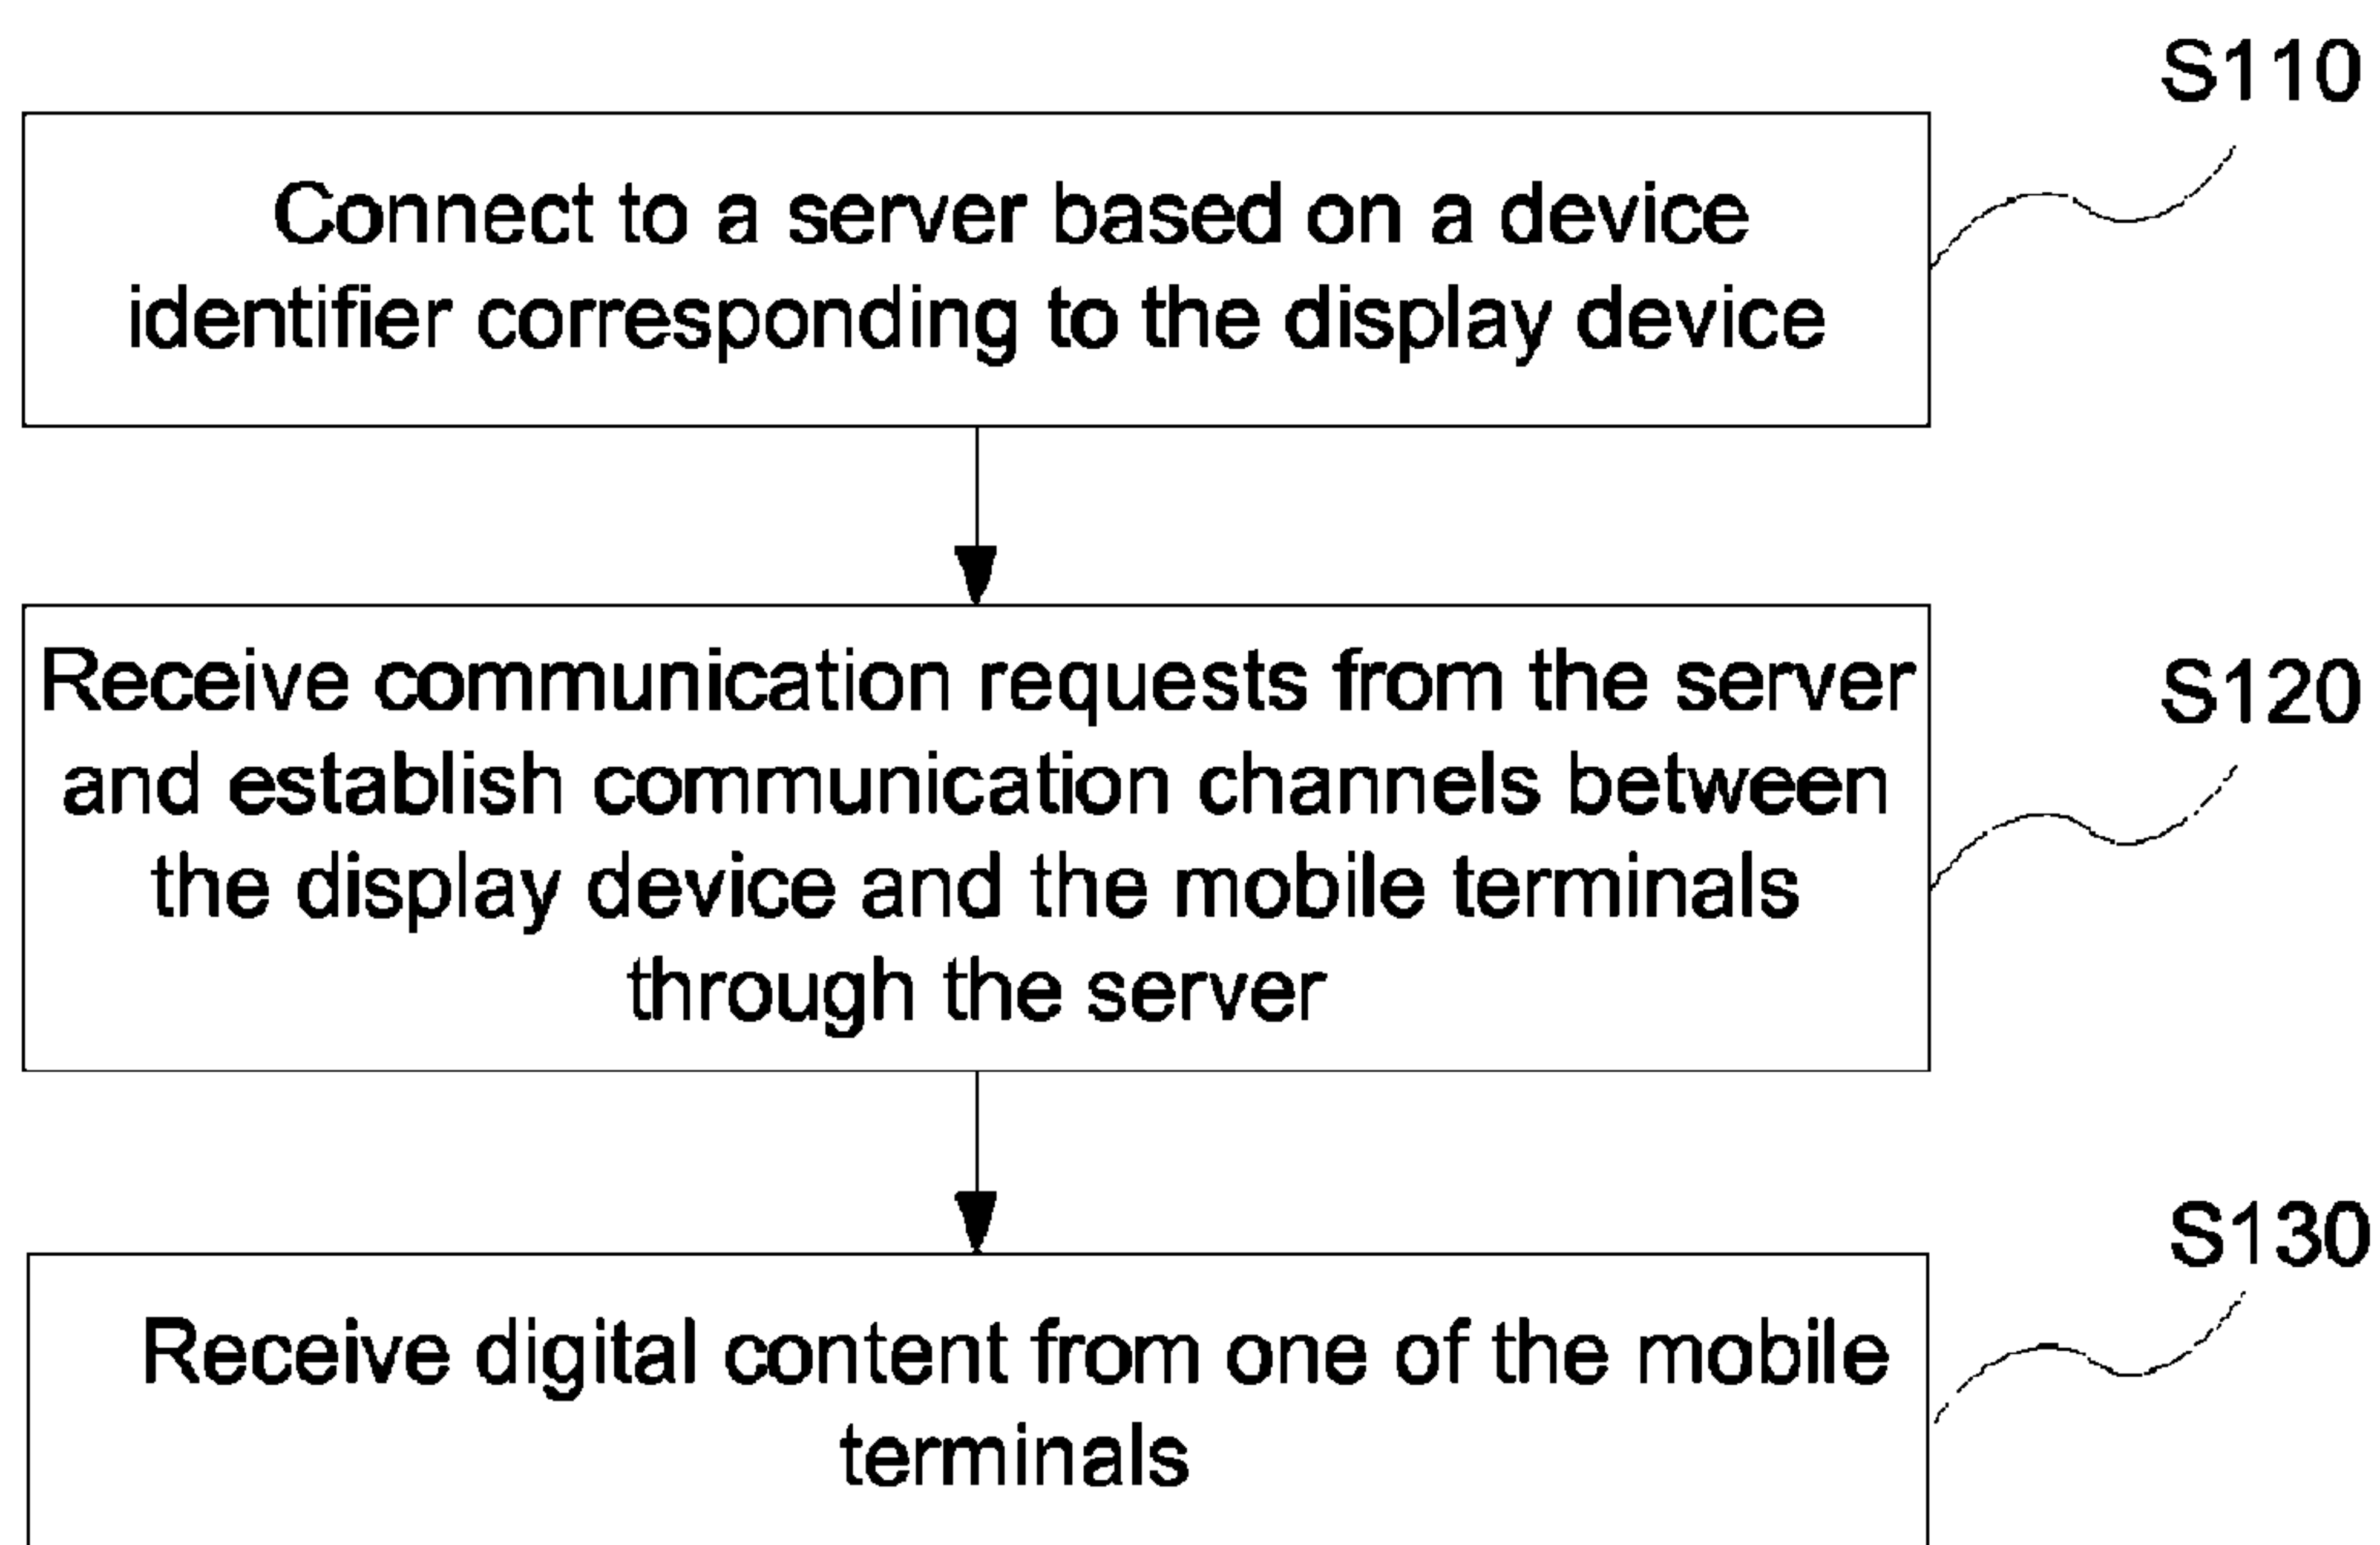 S110
Connect to a server based on a device
identifier corresponding to the display device
Receive communication requests from the server
and establish communication channels between
the display device and the mobile terminals
through the server
S120
S130
Receive digital content from one of the mobile
terminals